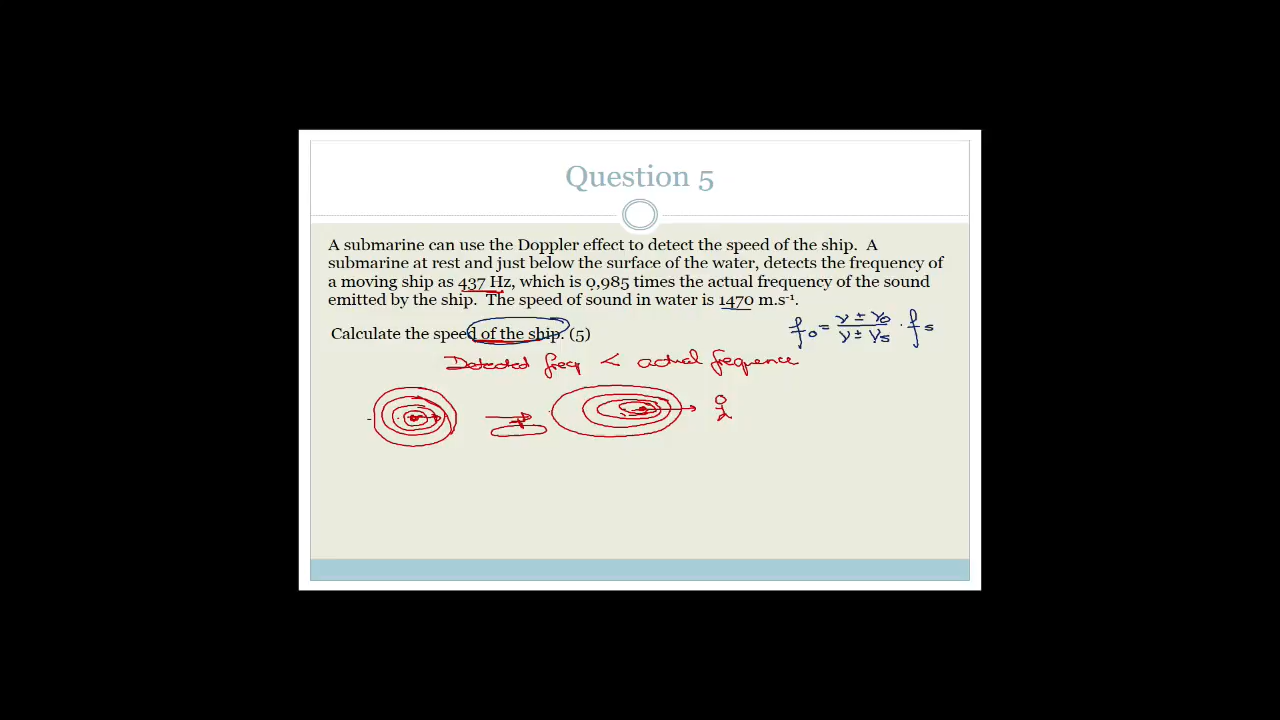 Question 5
A submarine can use the Doppler effect to detect the speed of the ship. A
submarine at rest and just below the surface of the water, detects the frequency of
a moving ship as 437 Hz, which is 0,985 times the actual frequency of the sound
emitted by the ship. The speed of sound in water is 1470 m.s⁻¹.
Calculate the speed of the ship. (5)
f₀ = (v ± v₀)/(v ± vₛ) · fₛ
Detected freq < actual frequence